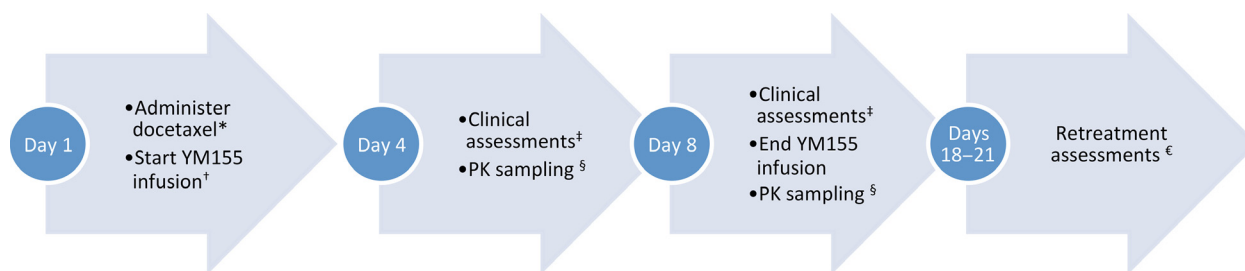 Day 1
•Administer
docetaxel*
•Start YM155
infusion†
Day 4
•Clinical
assessments‡
•PK sampling §
Day 8
•Clinical
assessments‡
•End YM155
infusion
•PK sampling §
Days
18–21
Retreatment
assessments €